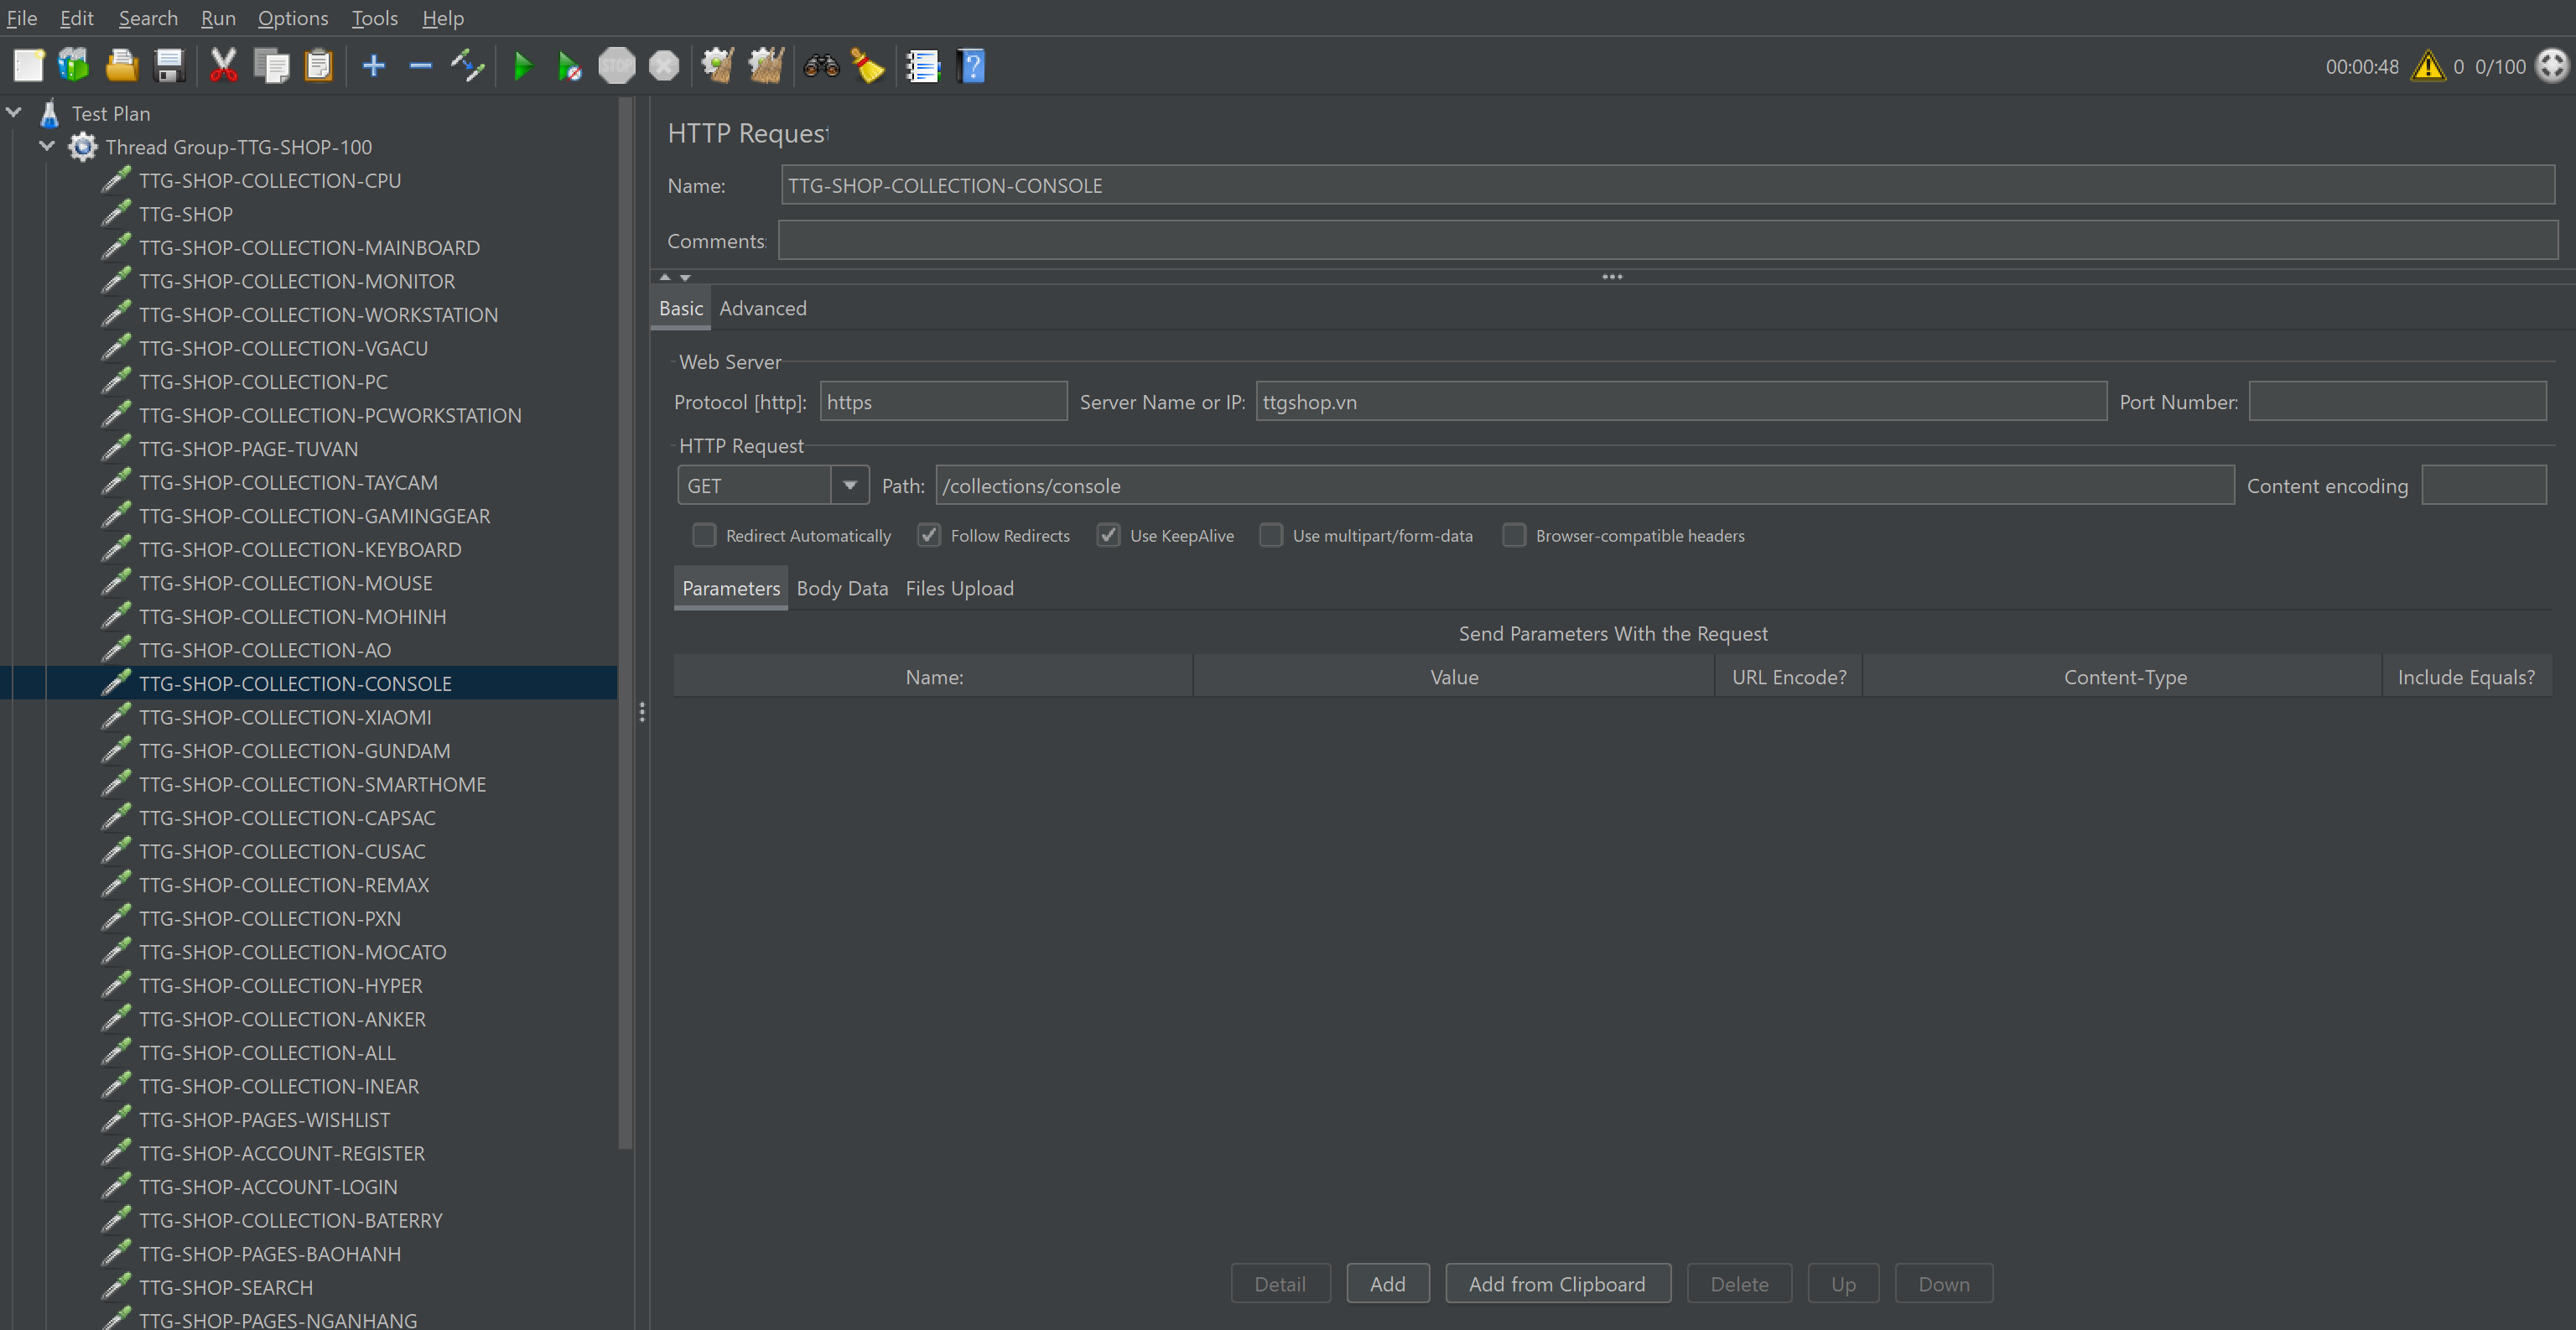 File Edit Search Run Options Tools Help
STOP
00:00:48 0 0/100
Test Plan
Thread Group-TTG-SHOP-100
TTG-SHOP-COLLECTION-CPU
TTG-SHOP
TTG-SHOP-COLLECTION-MAINBOARD
TTG-SHOP-COLLECTION-MONITOR
TTG-SHOP-COLLECTION-WORKSTATION
TTG-SHOP-COLLECTION-VGACU
TTG-SHOP-COLLECTION-PC
TTG-SHOP-COLLECTION-PCWORKSTATION
TTG-SHOP-PAGE-TUVAN
TTG-SHOP-COLLECTION-TAYCAM
TTG-SHOP-COLLECTION-GAMINGGEAR
TTG-SHOP-COLLECTION-KEYBOARD
TTG-SHOP-COLLECTION-MOUSE
TTG-SHOP-COLLECTION-MOHINH
TTG-SHOP-COLLECTION-AO
TTG-SHOP-COLLECTION-CONSOLE
TTG-SHOP-COLLECTION-XIAOMI
TTG-SHOP-COLLECTION-GUNDAM
TTG-SHOP-COLLECTION-SMARTHOME
TTG-SHOP-COLLECTION-CAPSAC
TTG-SHOP-COLLECTION-CUSAC
TTG-SHOP-COLLECTION-REMAX
TTG-SHOP-COLLECTION-PXN
TTG-SHOP-COLLECTION-MOCATO
TTG-SHOP-COLLECTION-HYPER
TTG-SHOP-COLLECTION-ANKER
TTG-SHOP-COLLECTION-ALL
TTG-SHOP-COLLECTION-INEAR
TTG-SHOP-PAGES-WISHLIST
TTG-SHOP-ACCOUNT-REGISTER
TTG-SHOP-ACCOUNT-LOGIN
TTG-SHOP-COLLECTION-BATERRY
TTG-SHOP-PAGES-BAOHANH
TTG-SHOP-SEARCH
TTG-SHOP-PAGES-NGANHANG
HTTP Request
Name: TTG-SHOP-COLLECTION-CONSOLE
Comments:
Basic Advanced
Web Server
Protocol [http]: https Server Name or IP: ttgshop.vn Port Number:
HTTP Request
GET Path: /collections/console Content encoding
Redirect Automatically Follow Redirects Use KeepAlive Use multipart/form-data Browser-compatible headers
Parameters Body Data Files Upload
Send Parameters With the Request
Name: Value URL Encode? Content-Type Include Equals?
Detail Add Add from Clipboard Delete Up Down